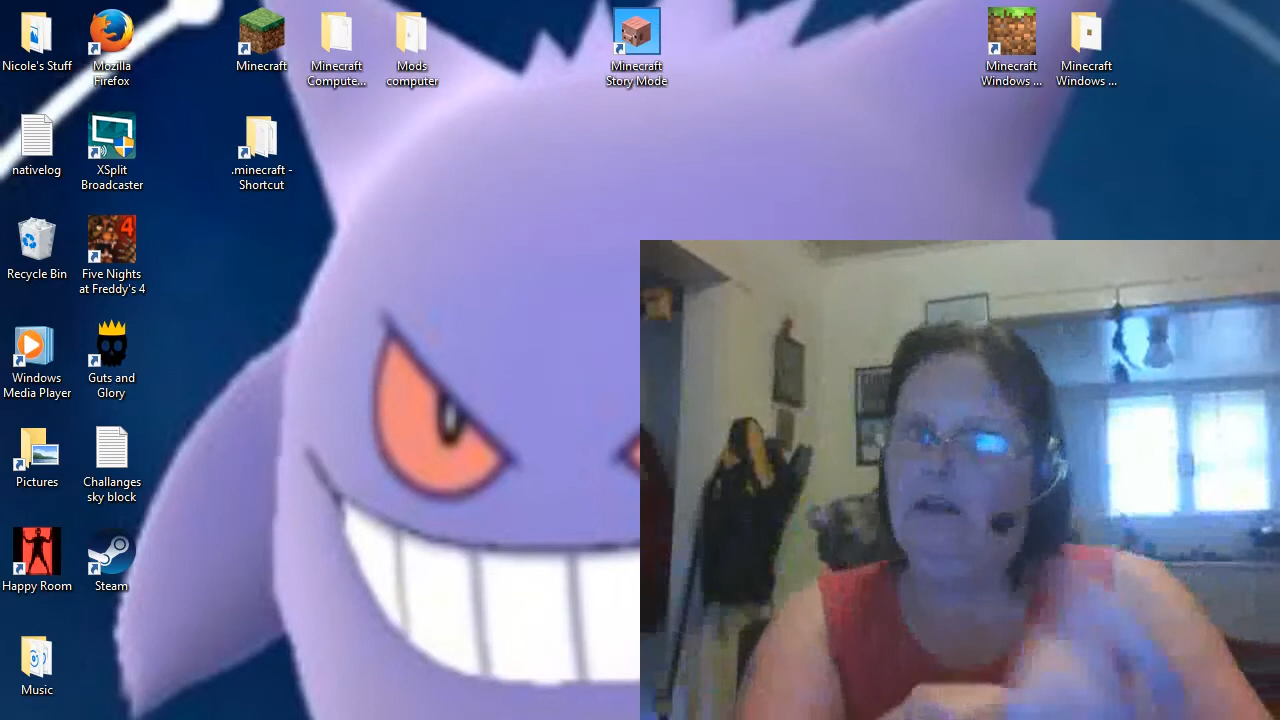 Nicole's Stuff
Mozilla
Firefox
Minecraft
Minecraft
Compute...
Mods
computer
Minecraft
Story Mode
Minecraft
Windows ...
Minecraft
Windows ...
nativelog
XSplit
Broadcaster
.minecraft -
Shortcut
Recycle Bin
4
Five Nights
at Freddy's 4
Windows
Media Player
Guts and
Glory
Pictures
Challanges
sky block
Happy Room
Steam
Music